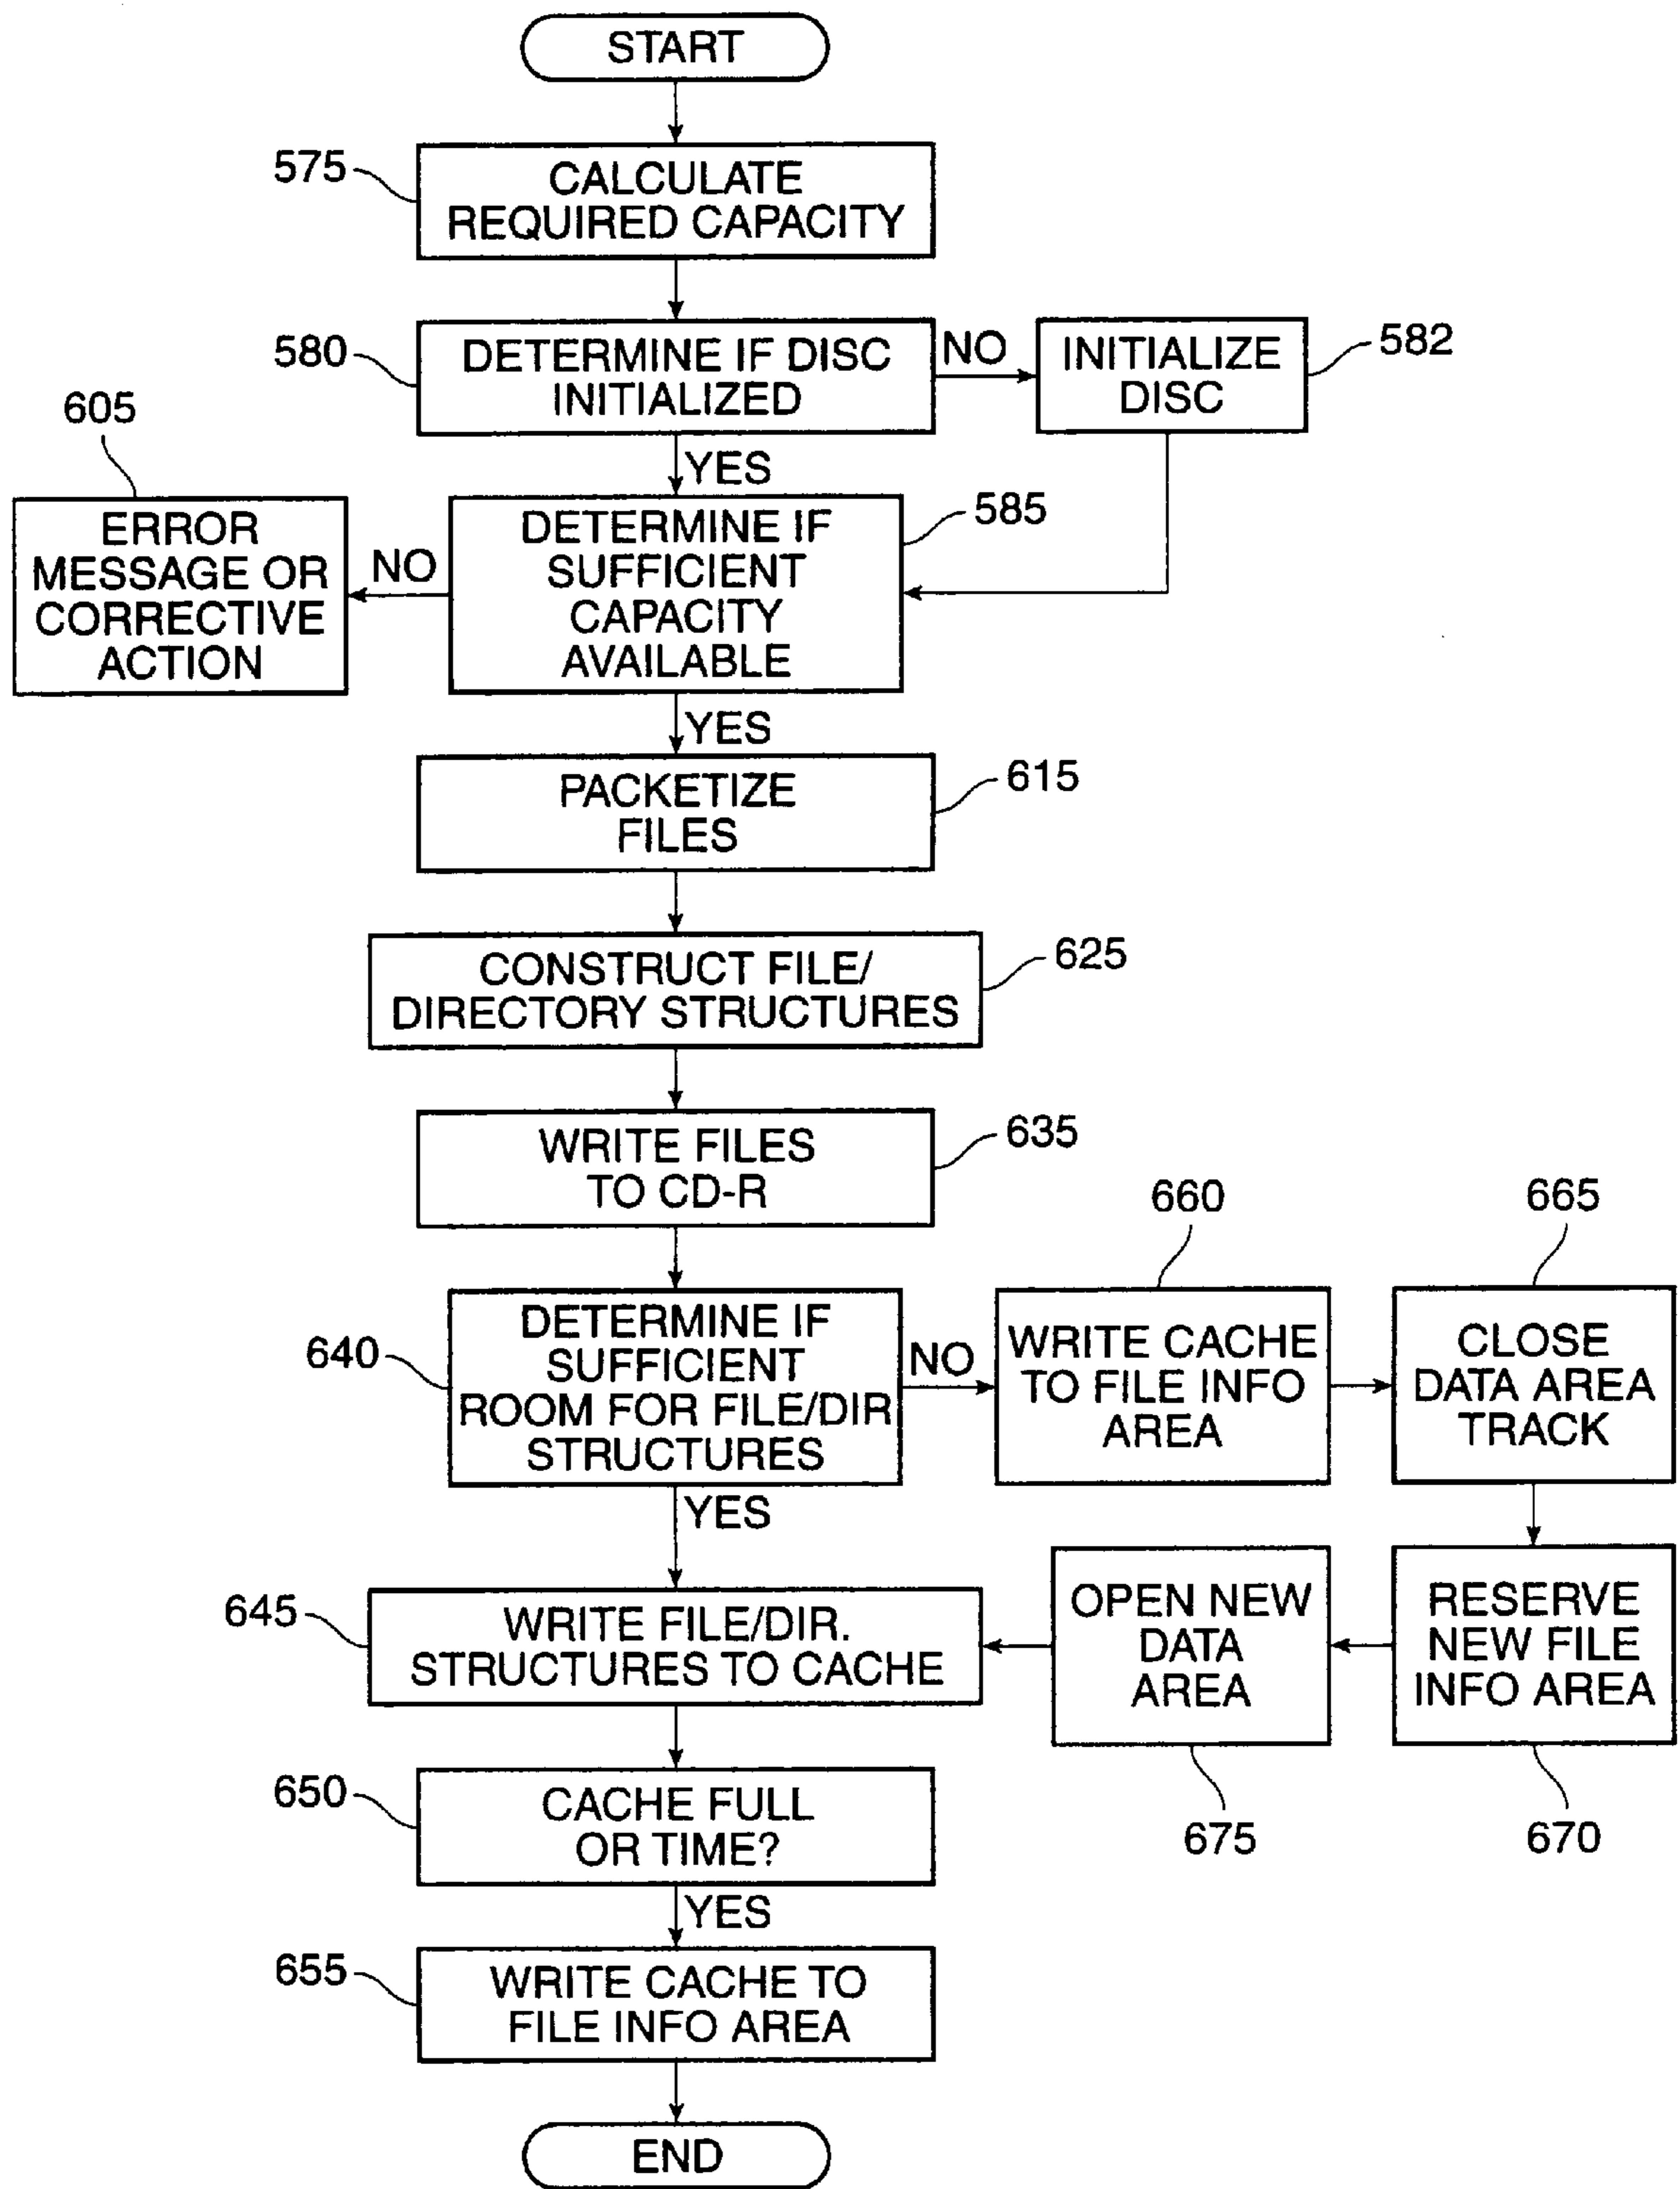 START
575
CALCULATE
REQUIRED CAPACITY
580
DETERMINE IF DISC
INITIALIZED
NO
INITIALIZE
DISC
582
605
YES
ERROR
MESSAGE OR
CORRECTIVE
ACTION
NO
DETERMINE IF
SUFFICIENT
CAPACITY
AVAILABLE
585
YES
PACKETIZE
FILES
615
CONSTRUCT FILE/
DIRECTORY STRUCTURES
625
WRITE FILES
TO CD-R
635
640
DETERMINE IF
SUFFICIENT
ROOM FOR FILE/DIR
STRUCTURES
NO
660
WRITE CACHE
TO FILE INFO
AREA
665
CLOSE
DATA AREA
TRACK
YES
645
WRITE FILE/DIR.
STRUCTURES TO CACHE
OPEN NEW
DATA
AREA
675
RESERVE
NEW FILE
INFO AREA
670
650
CACHE FULL
OR TIME?
YES
655
WRITE CACHE TO
FILE INFO AREA
END